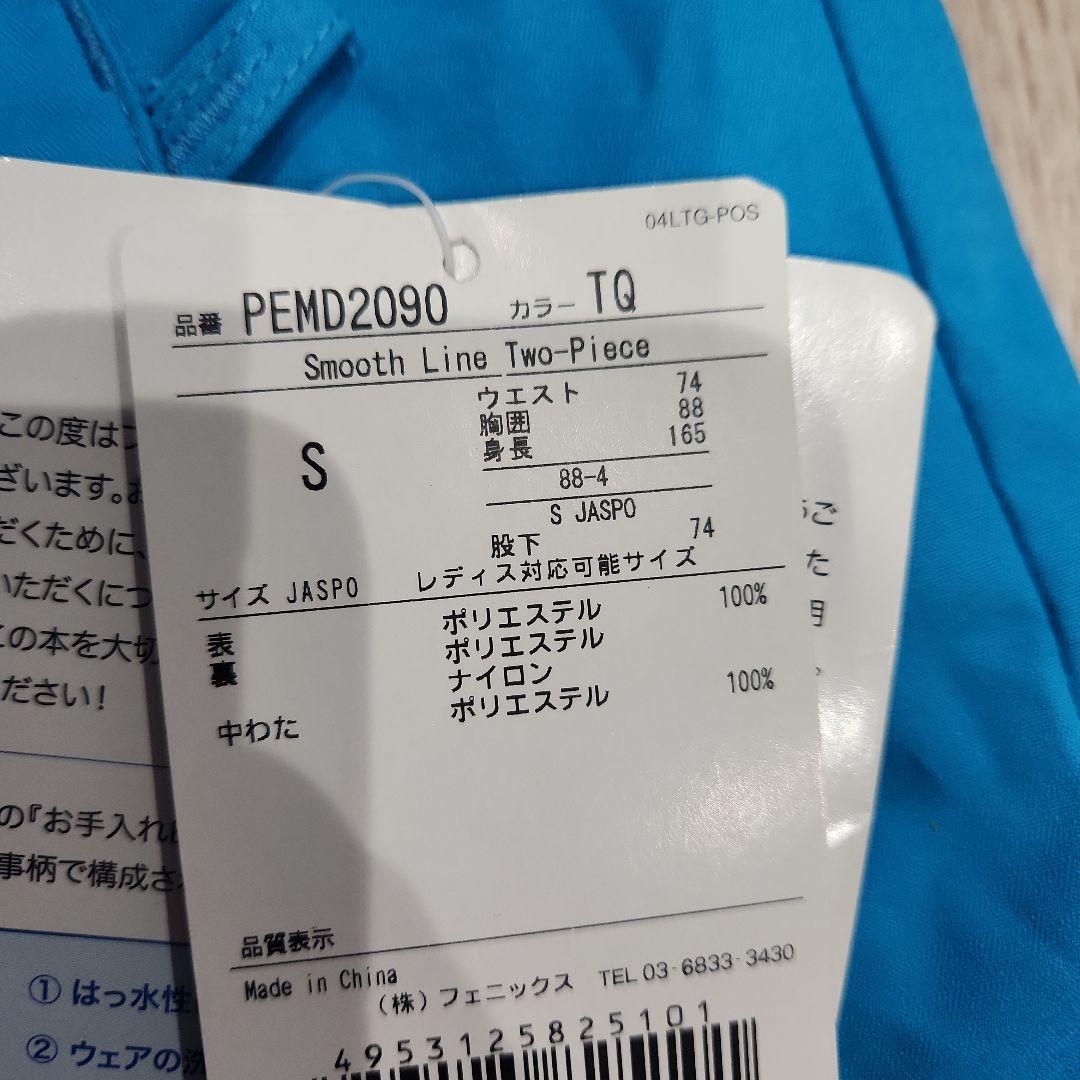 04LTG-POS
品番 PEMD2090 カラー TQ
Smooth Line Two-Piece
S
ウエスト 74
胸囲 88
身長 165
88-4
S JASPO
股下 74
サイズ JASPO レディス対応可能サイズ
表 ポリエステル 100%
裏 ポリエステル
ナイロン
中わた ポリエステル 100%
品質表示
Made in China
(株)フェニックス TEL 03-6833-3430
4953125825101
この度は
ざいます。
だくために、
いただくにつ
この本を大切
ださい!
の『お手入れ
事柄で構成さ
① はっ水性
② ウェアの洗
ご
た
用